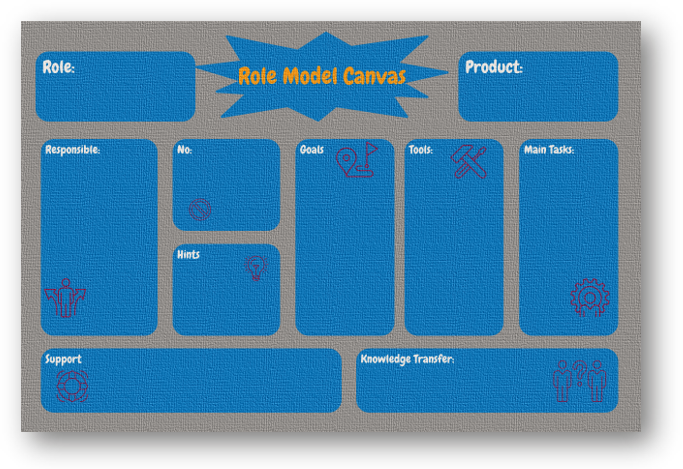 Role:
Role Model Canvas
Product:
Responsible:
No:
Goals
Tools:
Main Tasks:
Hints
Support
Knowledge Transfer: